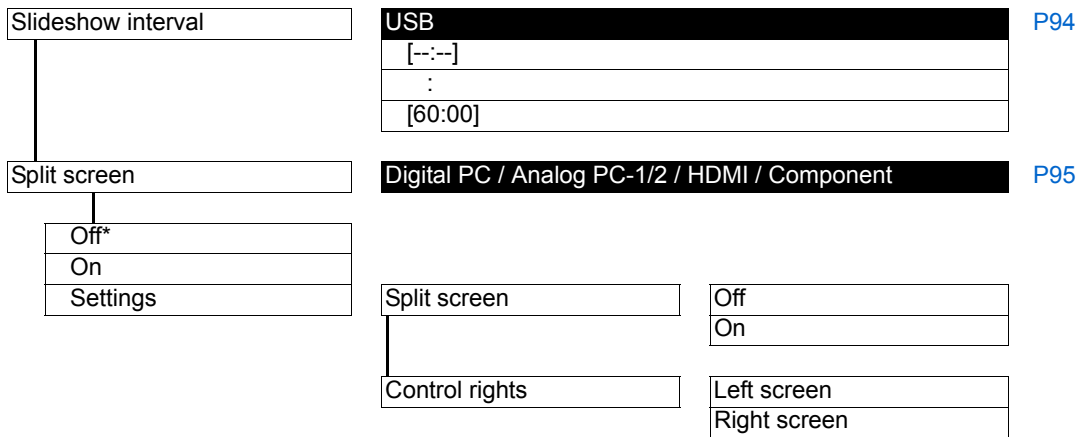 Slideshow interval USB P94
[--:--]
:
[60:00]
Split screen Digital PC / Analog PC-1/2 / HDMI / Component P95
Off*
On
Settings Split screen Off
On
Control rights Left screen
Right screen